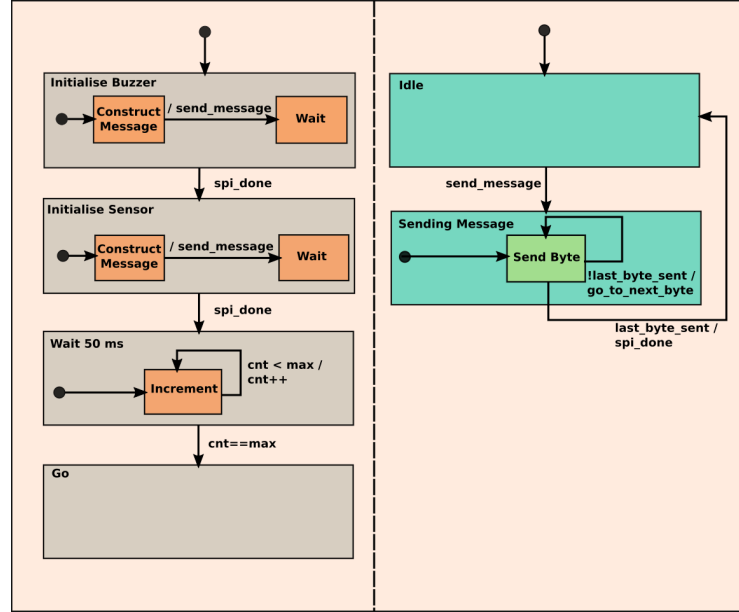 Initialise Buzzer
Construct
Message
/ send_message
Wait
spi_done
Initialise Sensor
Construct
Message
/ send_message
Wait
spi_done
Wait 50 ms
Increment
cnt < max /
cnt++
cnt==max
Go
Idle
send_message
Sending Message
Send Byte
!last_byte_sent /
go_to_next_byte
last_byte_sent /
spi_done